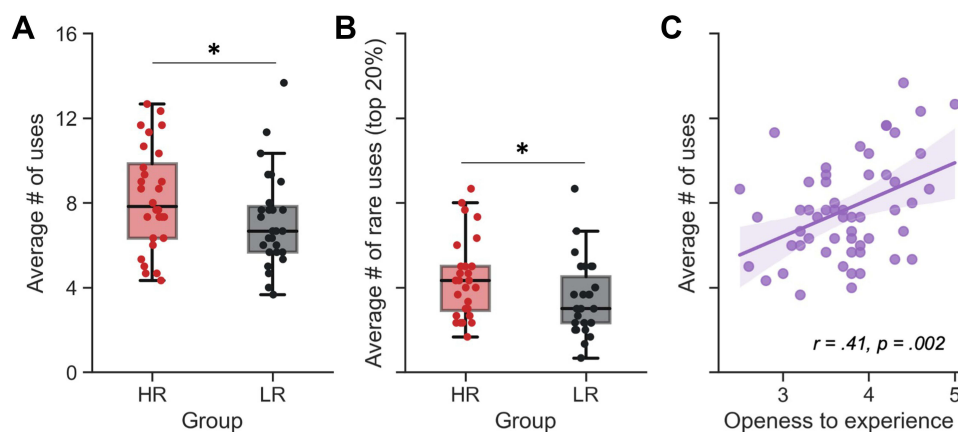 A
Average # of uses
16
12
8
4
0
*
HR
LR
Group
B
Average # of rare uses (top 20%)
*
HR
LR
Group
C
Average # of uses
r = .41, p = .002
3
4
5
Openness to experience